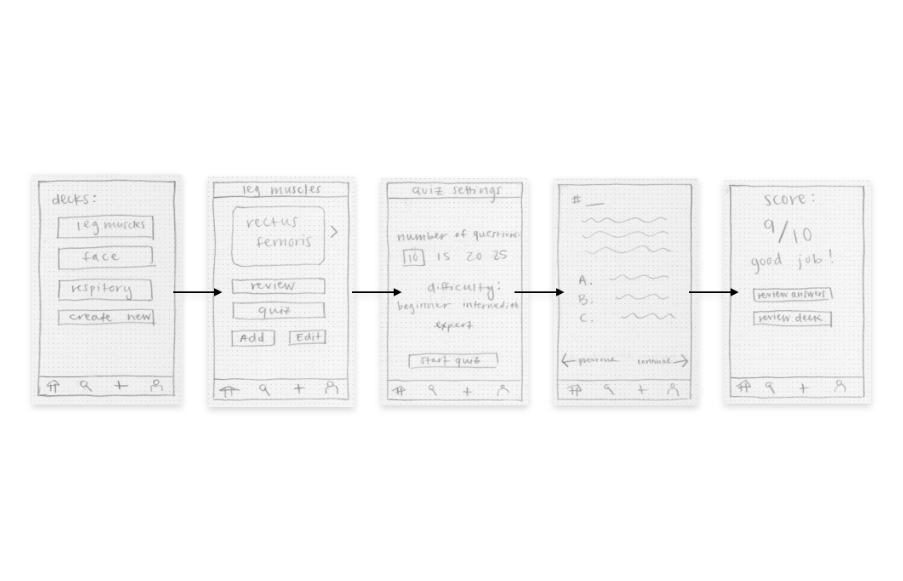 decks:
leg muscles
face
respitory
create new
leg muscles
rectus
femoris
review
quiz
Add
Edit
quiz settings
number of questions
10 15 20 25
difficulty:
beginner intermediate
expert
start quiz
# __
A.
B.
C.
previous
continue
score:
9/10
good job!
review answers
review deck